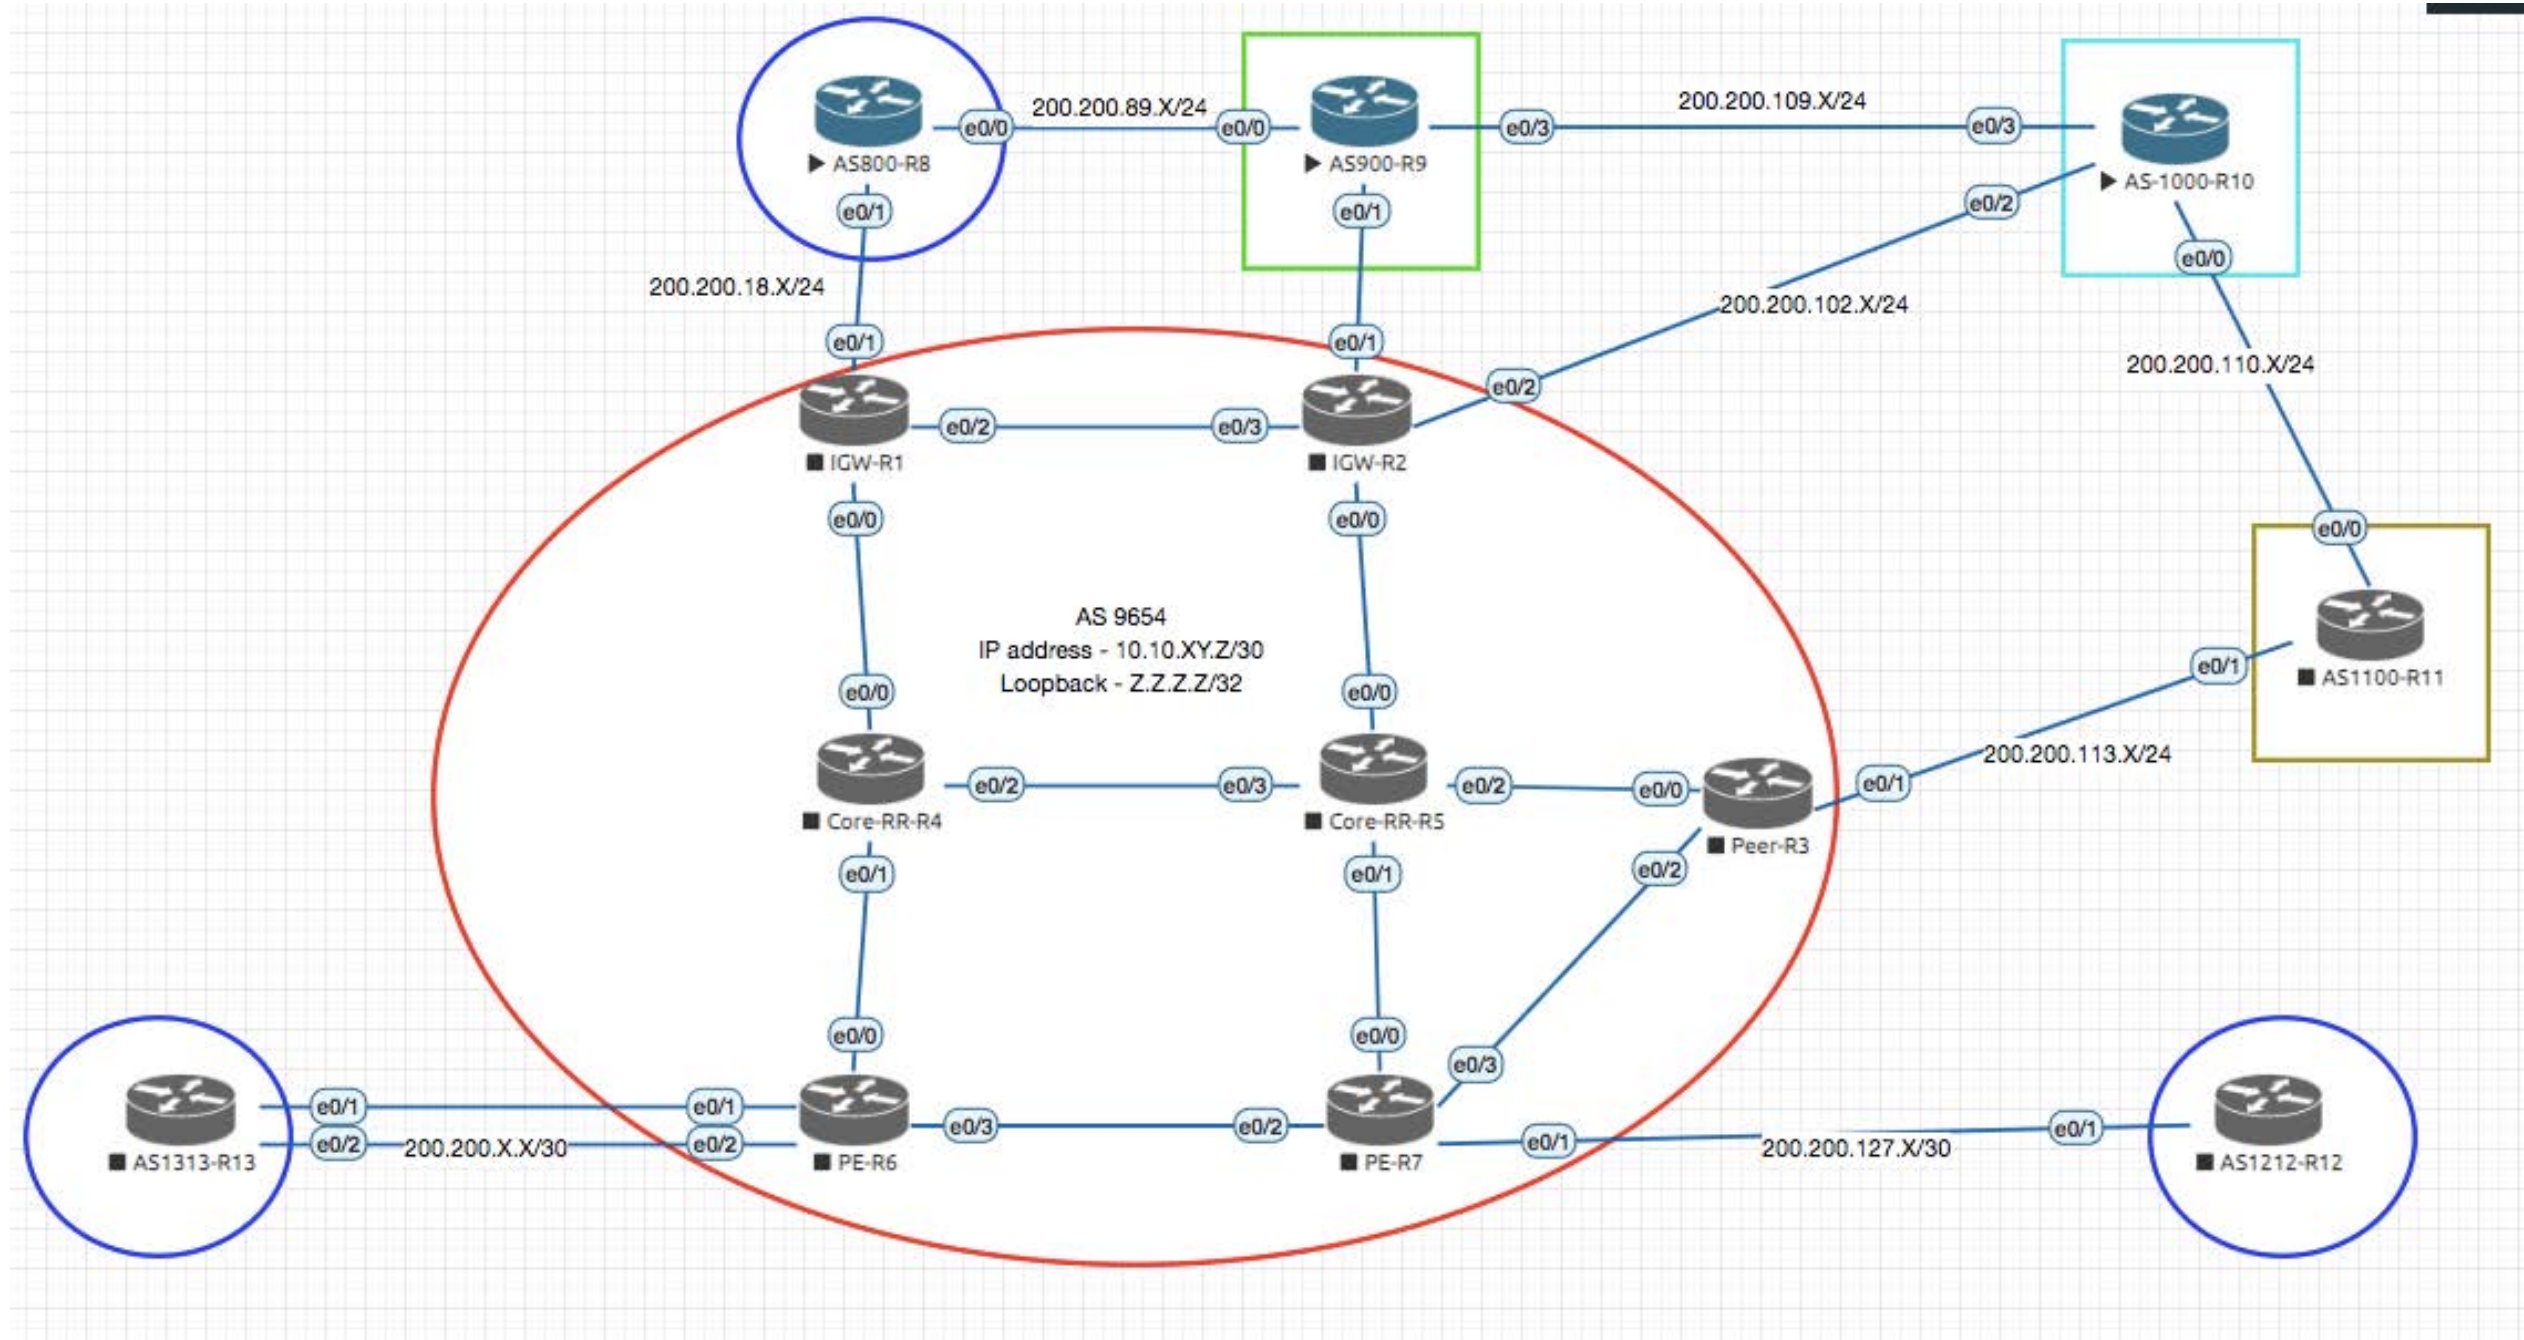 200.200.89.X/24
200.200.109.X/24
e0/0
e0/0
e0/3
e0/3
AS800-R8
AS900-R9
AS-1000-R10
e0/1
e0/1
e0/2
e0/0
200.200.18.X/24
200.200.102.X/24
e0/1
e0/1
200.200.110.X/24
e0/2
e0/2
e0/3
IGW-R1
IGW-R2
e0/0
e0/0
e0/0
AS 9654
IP address - 10.10.XY.Z/30
Loopback - Z.Z.Z.Z/32
e0/1
AS1100-R11
e0/0
e0/0
200.200.113.X/24
e0/2
e0/3
e0/2
e0/0
e0/1
Core-RR-R4
Core-RR-R5
Peer-R3
e0/1
e0/1
e0/2
e0/0
e0/0
e0/3
e0/1
e0/1
e0/3
e0/2
e0/1
e0/1
e0/2
200.200.X.X/30
e0/2
200.200.127.X/30
AS1313-R13
PE-R6
PE-R7
AS1212-R12